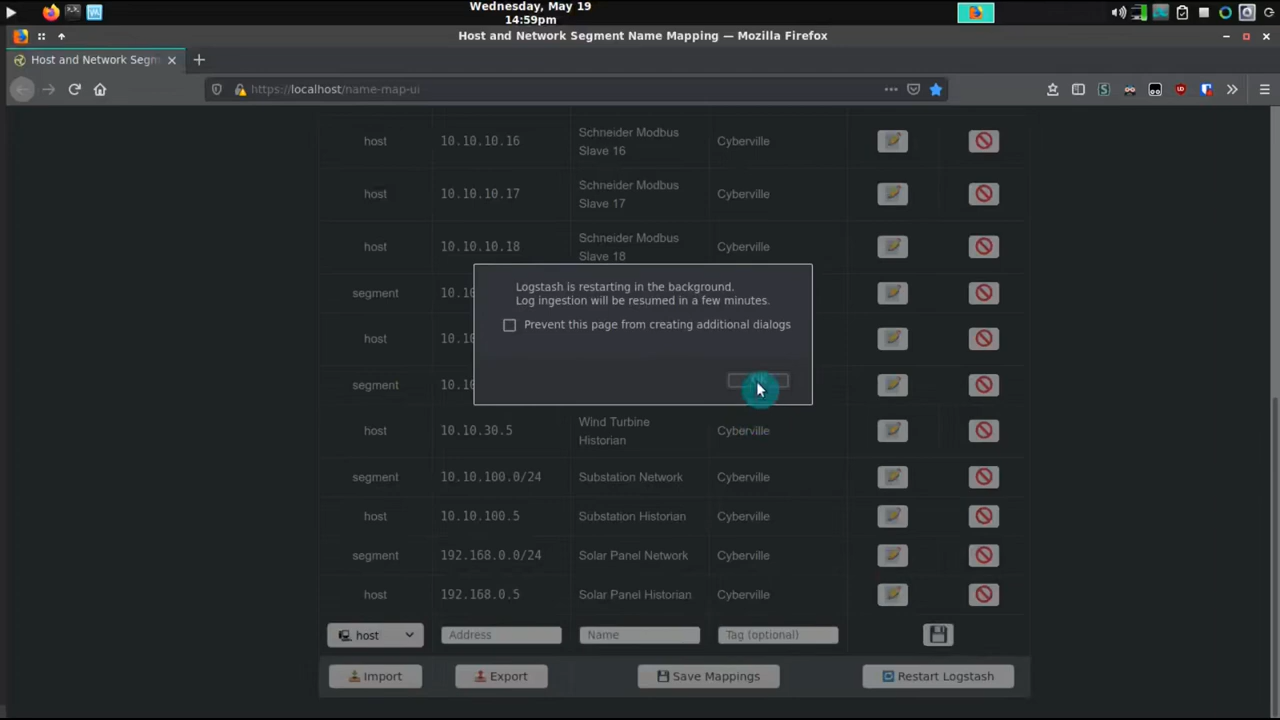 Wednesday, May 19
14:59pm
Host and Network Segment Name Mapping — Mozilla Firefox
Host and Network Segm
https://localhost/name-map-ui
host 10.10.10.16 Schneider Modbus Slave 16 Cyberville
host 10.10.10.17 Schneider Modbus Slave 17 Cyberville
host 10.10.10.18 Schneider Modbus Slave 18 Cyberville
Logstash is restarting in the background.
Log ingestion will be resumed in a few minutes.
Prevent this page from creating additional dialogs
segment 10.10
host 10.10
segment 10.10
host 10.10.30.5 Wind Turbine Historian Cyberville
segment 10.10.100.0/24 Substation Network Cyberville
host 10.10.100.5 Substation Historian Cyberville
segment 192.168.0.0/24 Solar Panel Network Cyberville
host 192.168.0.5 Solar Panel Historian Cyberville
host Address Name Tag (optional)
Import Export Save Mappings Restart Logstash